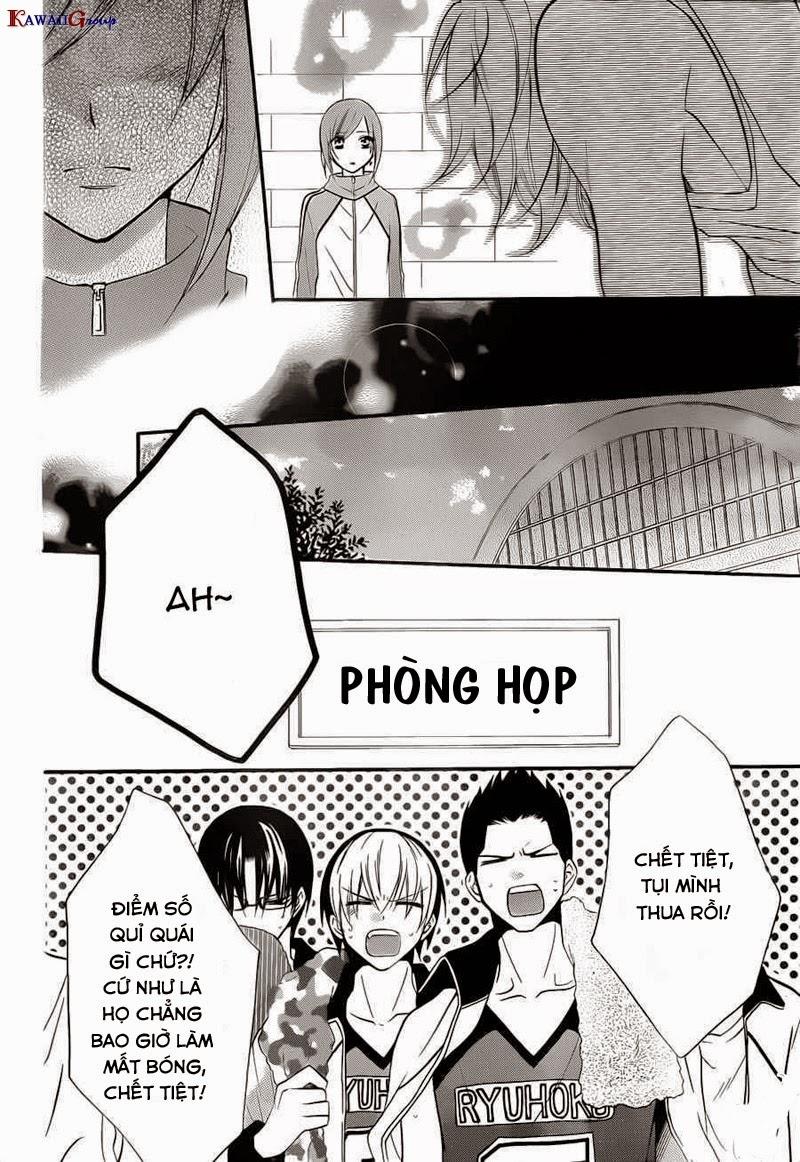 KAWAIIGroup
AH~
PHÒNG HỌP
CHẾT TIỆT,
TỤI MÌNH
THUA RỒI!
ĐIỂM SỐ
QUỈ QUÁI
GÌ CHỨ?!
CỨ NHƯ LÀ
HỌ CHẲNG
BAO GIỜ LÀM
MẤT BÓNG,
CHẾT TIỆT!
RYUHOKU
RYUHOKU